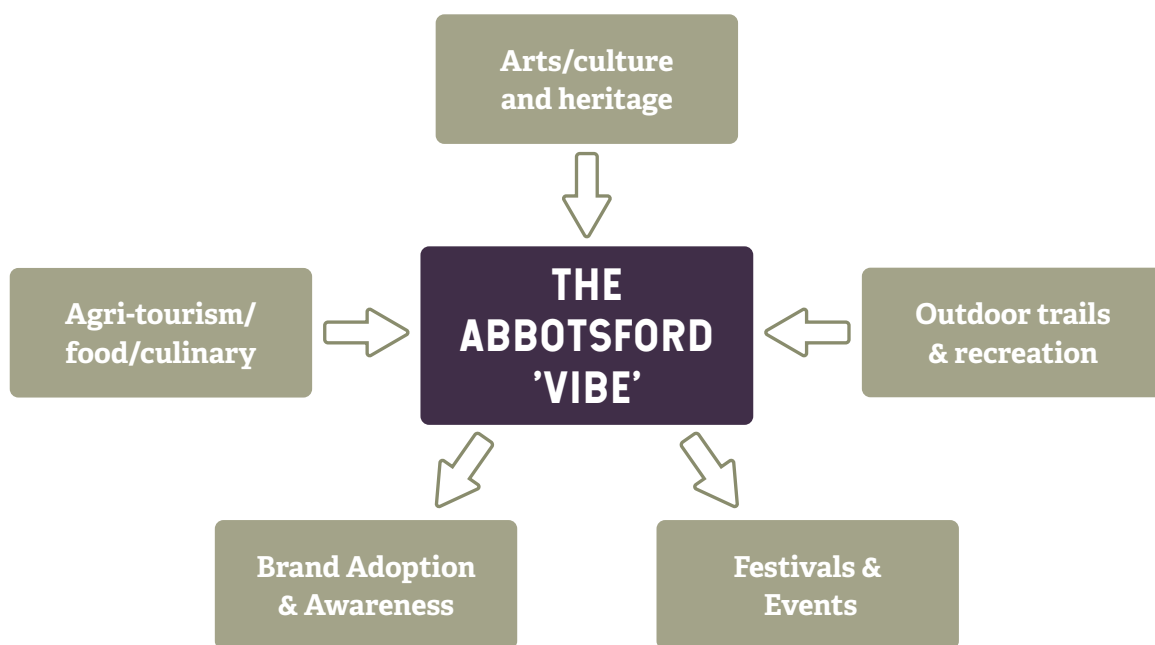 Arts/culture
and heritage
Agri-tourism/
food/culinary
THE
ABBOTSFORD
'VIBE'
Outdoor trails
& recreation
Brand Adoption
& Awareness
Festivals &
Events